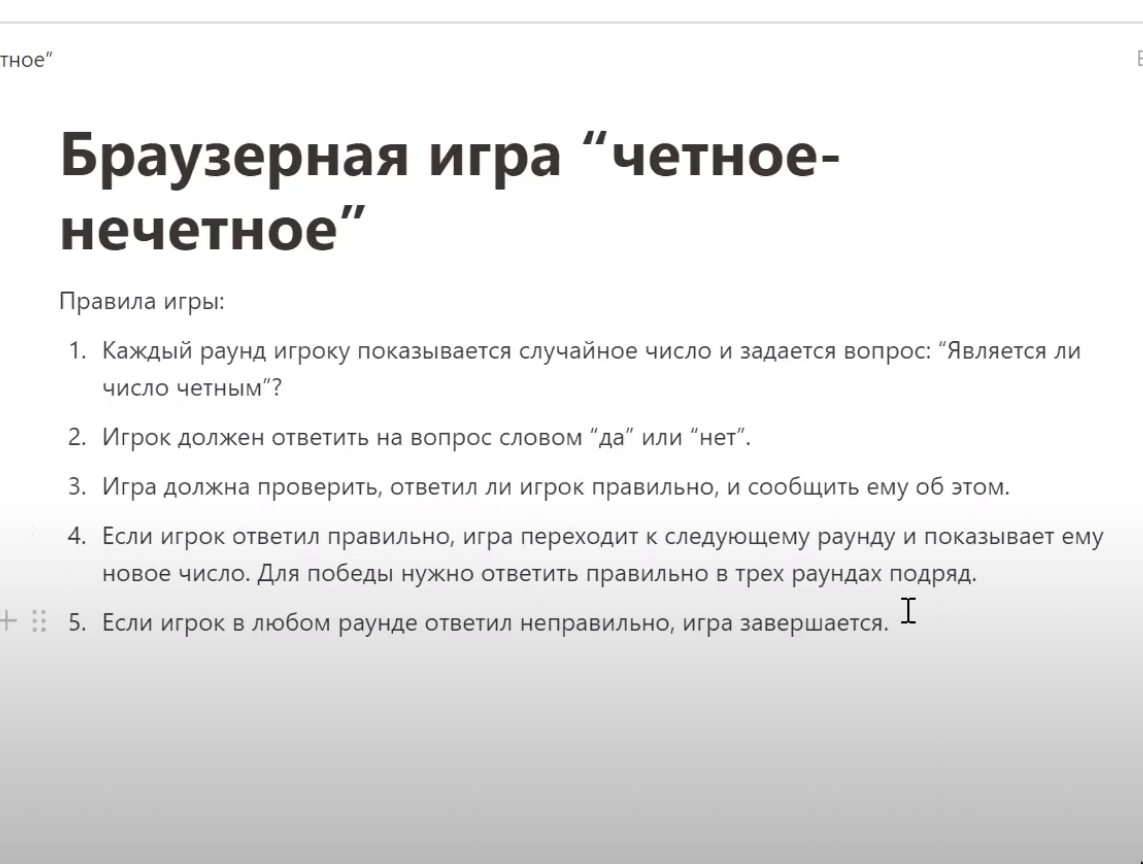 тное”
Браузерная игра “четное-
нечетное”
Правила игры:
1. Каждый раунд игроку показывается случайное число и задается вопрос: “Является ли
число четным”?
2. Игрок должен ответить на вопрос словом “да” или “нет”.
3. Игра должна проверить, ответил ли игрок правильно, и сообщить ему об этом.
4. Если игрок ответил правильно, игра переходит к следующему раунду и показывает ему
новое число. Для победы нужно ответить правильно в трех раундах подряд.
5. Если игрок в любом раунде ответил неправильно, игра завершается.